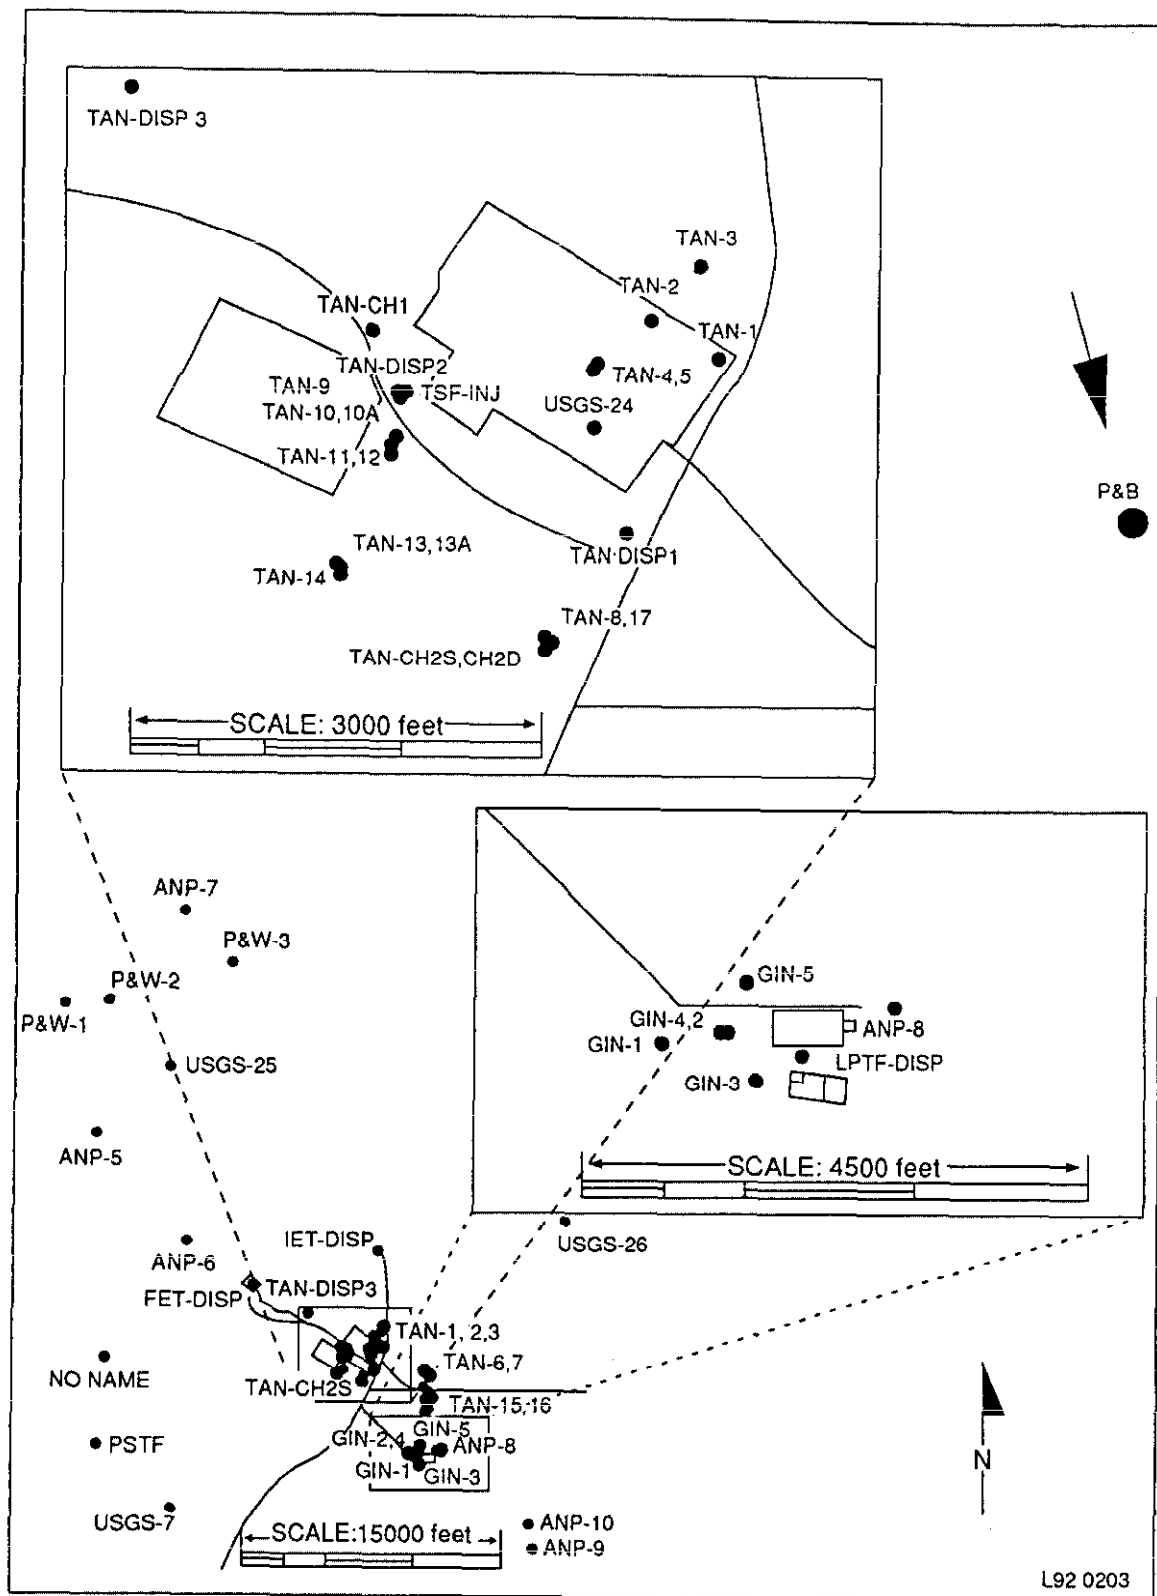 TAN-DISP 3
TAN-3
TAN-2
TAN-CH1
TAN-1
TAN-DISP2
TAN-9
TSF-INJ
TAN-4,5
TAN-10,10A
USGS-24
TAN-11,12
P&B
TAN-13,13A
TAN DISP1
TAN-14
TAN-8,17
TAN-CH2S,CH2D
SCALE: 3000 feet
ANP-7
P&W-3
GIN-5
P&W-2
P&W-1
GIN-4,2
ANP-8
GIN-1
LPTF-DISP
USGS-25
GIN-3
ANP-5
SCALE: 4500 feet
IET-DISP
USGS-26
ANP-6
TAN-DISP3
FET-DISP
TAN-1, 2,3
TAN-6,7
NO NAME
TAN-CH2S
TAN-15,16
GIN-5
PSTF
GIN-2,4
ANP-8
N
GIN-1
GIN-3
USGS-7
SCALE:15000 feet
ANP-10
ANP-9
L92 0203